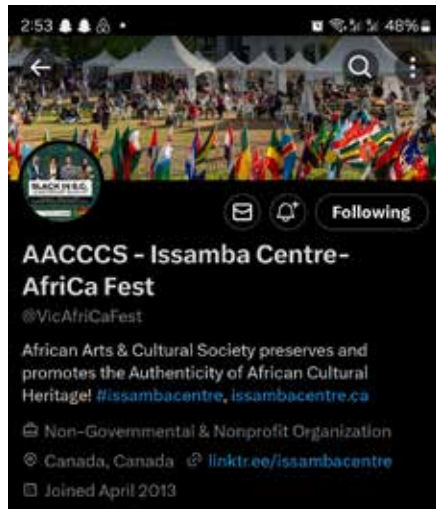 2:53
48%
BLACK IN B.C.
Following
AACCCS - Issamba Centre-
AfriCa Fest
@VicAfriCaFest
African Arts & Cultural Society preserves and
promotes the Authenticity of African Cultural
Heritage! #issambacentre, issambacentre.ca
Non-Governmental & Nonprofit Organization
Canada, Canada linktr.ee/issambacentre
Joined April 2013